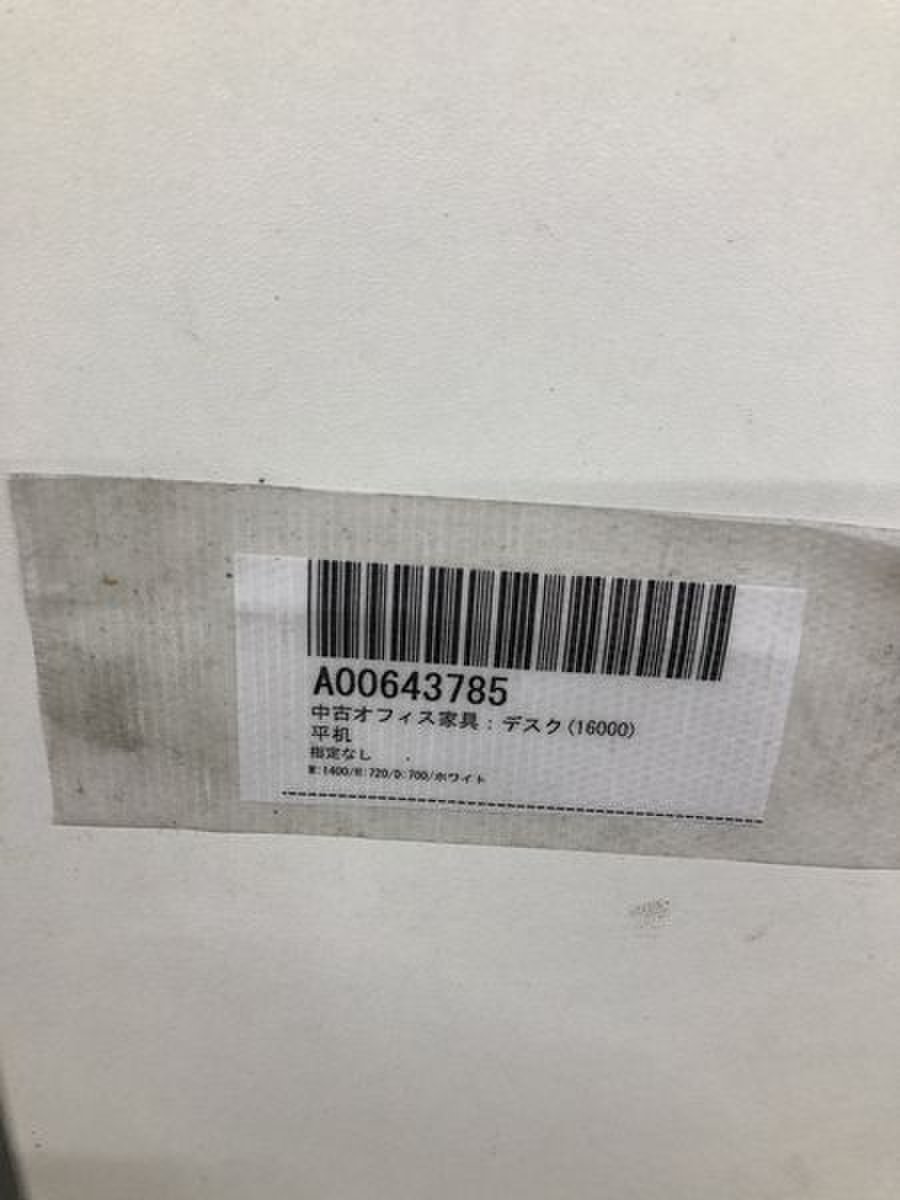 A00643785
中古オフィス家具：デスク(16000)
平机
指定なし　.
W:1400/H:720/D:700/ホワイト